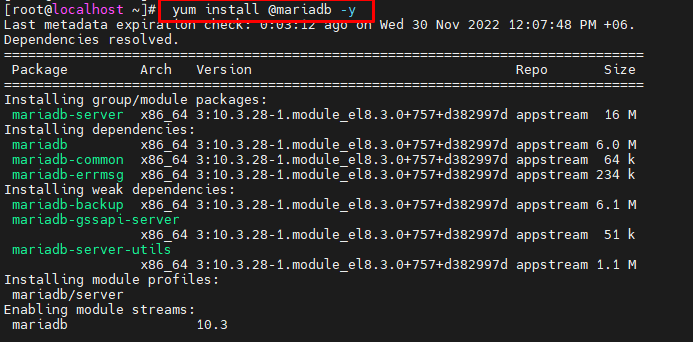 [root@localhost ~]# yum install @mariadb -y
Last metadata expiration check: 0:03:12 ago on Wed 30 Nov 2022 12:07:48 PM +06.
Dependencies resolved.
================================================================================
Package Arch Version Repo Size
================================================================================
Installing group/module packages:
mariadb-server x86_64 3:10.3.28-1.module_el8.3.0+757+d382997d appstream 16 M
Installing dependencies:
mariadb x86_64 3:10.3.28-1.module_el8.3.0+757+d382997d appstream 6.0 M
mariadb-common x86_64 3:10.3.28-1.module_el8.3.0+757+d382997d appstream 64 k
mariadb-errmsg x86_64 3:10.3.28-1.module_el8.3.0+757+d382997d appstream 234 k
Installing weak dependencies:
mariadb-backup x86_64 3:10.3.28-1.module_el8.3.0+757+d382997d appstream 6.1 M
mariadb-gssapi-server
x86_64 3:10.3.28-1.module_el8.3.0+757+d382997d appstream 51 k
mariadb-server-utils
x86_64 3:10.3.28-1.module_el8.3.0+757+d382997d appstream 1.1 M
Installing module profiles:
mariadb/server
Enabling module streams:
mariadb 10.3